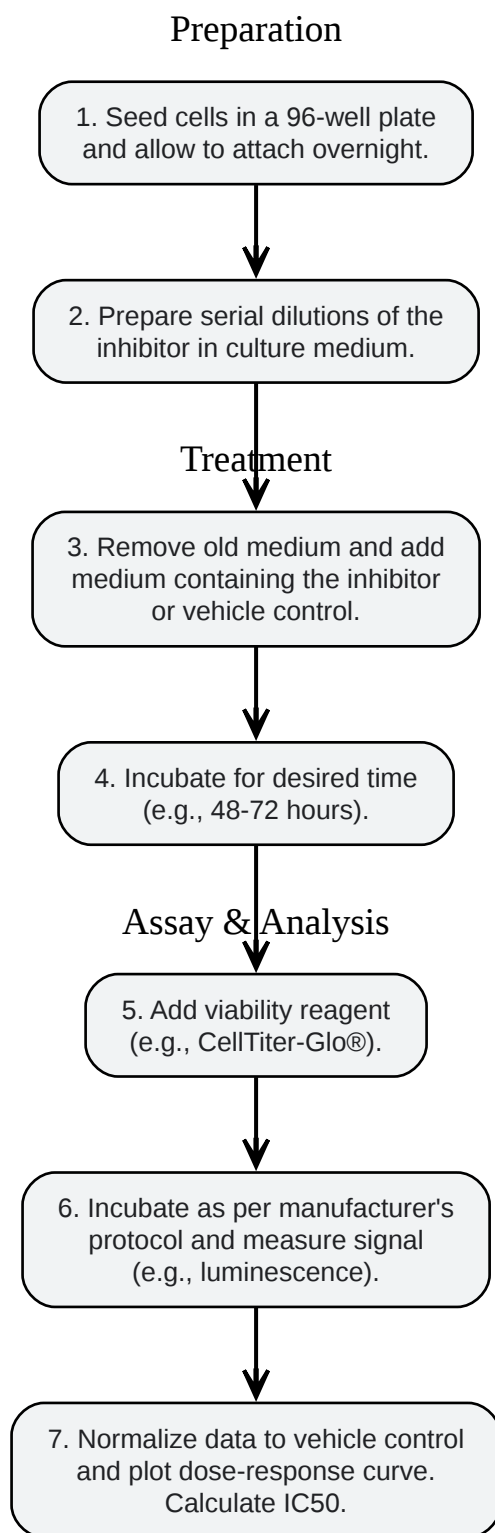 Preparation
1. Seed cells in a 96-well plate
and allow to attach overnight.
2. Prepare serial dilutions of the
inhibitor in culture medium.
Treatment
3. Remove old medium and add
medium containing the inhibitor
or vehicle control.
4. Incubate for desired time
(e.g., 48-72 hours).
Assay & Analysis
5. Add viability reagent
(e.g., CellTiter-Glo®).
6. Incubate as per manufacturer's
protocol and measure signal
(e.g., luminescence).
7. Normalize data to vehicle control
and plot dose-response curve.
Calculate IC50.